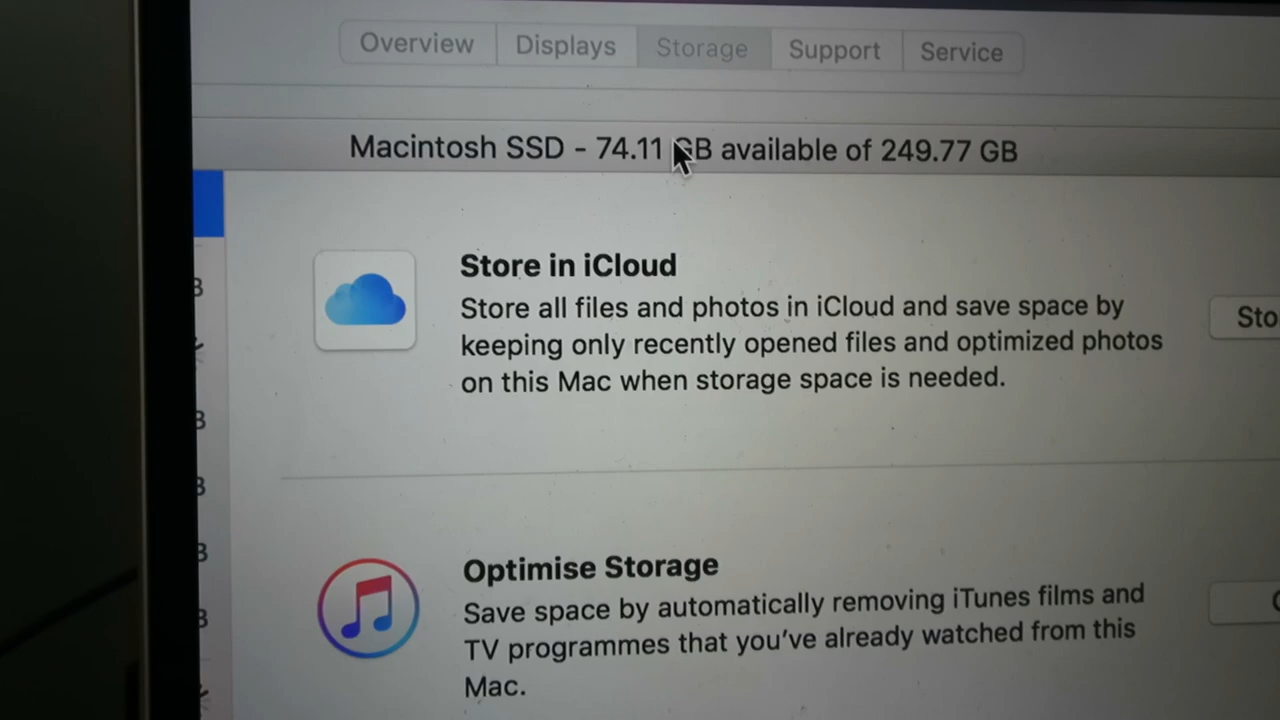 Overview Displays Storage Support Service
Macintosh SSD - 74.11 GB available of 249.77 GB
Store in iCloud
Store all files and photos in iCloud and save space by
keeping only recently opened files and optimized photos
on this Mac when storage space is needed.
Optimise Storage
Save space by automatically removing iTunes films and
TV programmes that you've already watched from this
Mac.